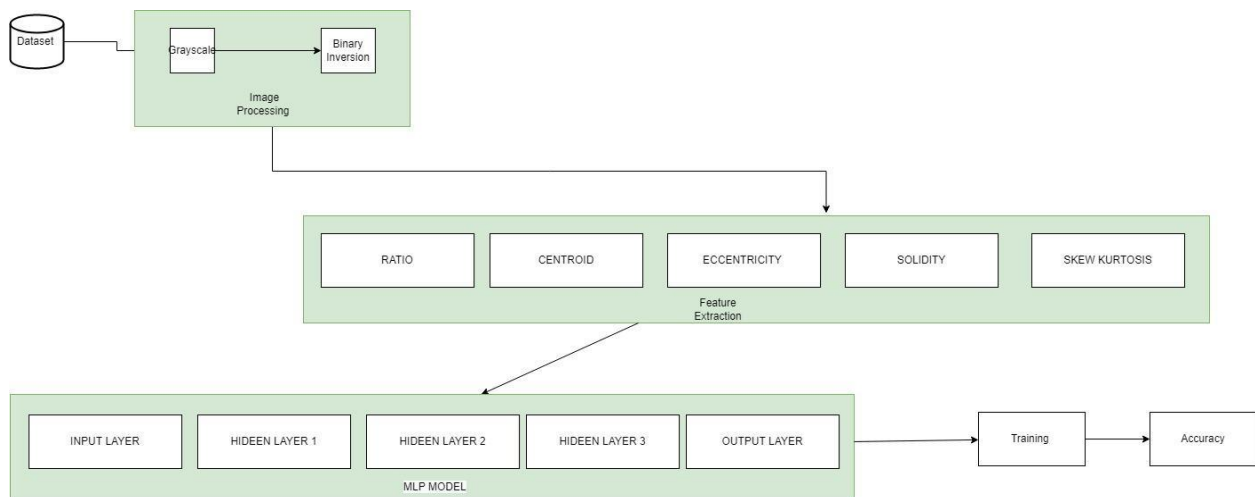 Dataset
Grayscale
Binary
Inversion
Image
Processing
RATIO
CENTROID
ECCENTRICITY
SOLIDITY
SKEW KURTOSIS
Feature
Extraction
INPUT LAYER
HIDEEN LAYER 1
HIDEEN LAYER 2
HIDEEN LAYER 3
OUTPUT LAYER
MLP MODEL
Training
Accuracy